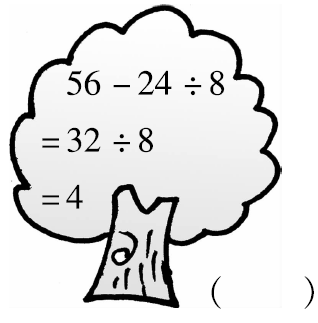 56 − 24 ÷ 8
= 32 ÷ 8
= 4
( )